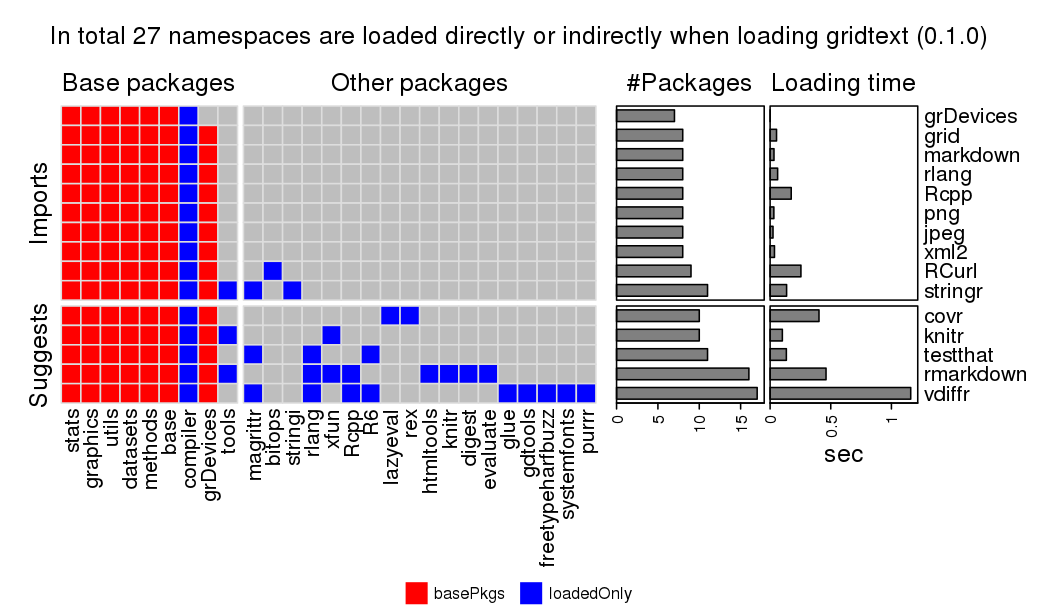 In total 27 namespaces are loaded directly or indirectly when loading gridtext (0.1.0)
Base packages
Other packages
#Packages
Loading time
Imports
grDevices
grid
markdown
rlang
Rcpp
png
jpeg
xml2
RCurl
stringr
Suggests
covr
knitr
testthat
rmarkdown
vdiffr
stats
graphics
utils
datasets
methods
base
compiler
grDevices
tools
magrittr
bitops
stringi
rlang
xfun
Rcpp
R6
lazyeval
rex
htmltools
knitr
digest
evaluate
glue
gdtools
freetypeharfbuzz
systemfonts
purrr
0
5
10
15
0
0.5
1
sec
basePkgs
loadedOnly